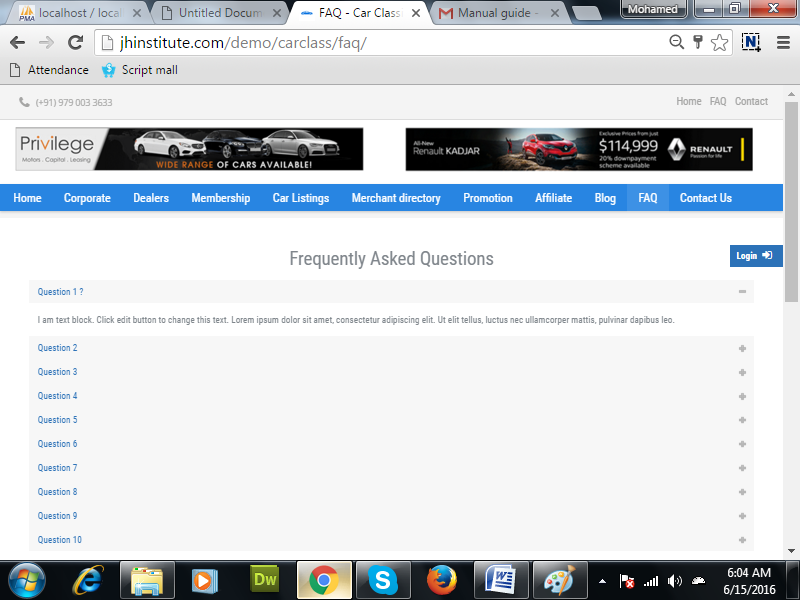 PMA localhost / local
Untitled Docum
FAQ - Car Class
Manual guide -
Mohamed
jhinstitute.com/demo/carclass/faq/
N
Attendance
Script mall
(+91) 979 003 3633
Home FAQ Contact
Privilege
Motors . Capital . Leasing
WIDE RANGE OF CARS AVAILABLE!
All-New
Renault KADJAR
Exclusive Prices from just
$114,999
20% downpayment
scheme available
RENAULT
Passion for life
Home Corporate Dealers Membership Car Listings Merchant directory Promotion Affiliate Blog FAQ Contact Us
Frequently Asked Questions
Login
Question 1 ?
I am text block. Click edit button to change this text. Lorem ipsum dolor sit amet, consectetur adipiscing elit. Ut elit tellus, luctus nec ullamcorper mattis, pulvinar dapibus leo.
Question 2
Question 3
Question 4
Question 5
Question 6
Question 7
Question 8
Question 9
Question 10
Dw
S
W
6:04 AM
6/15/2016